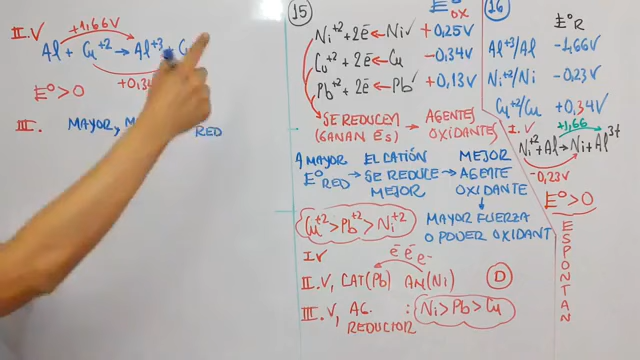 II. V +1,66V
Al + Cu+2 → Al+3 +
+0,34
E°>0
III. MAYOR,
RED
15
E°OX
Ni+2 + 2ē ← Ni ✓ +0,25V
Cu+2 + 2ē ← Cu -0,34V
Pb+2 + 2ē ← Pb ✓ +0,13V
SE REDUCEN → AGENTES
(GANAN ēs) OXIDANTES
A MAYOR EL CATIÓN MEJOR
E°RED → SE REDUCE → AGENTE
MEJOR OXIDANTE
Cu+2 > Pb+2 > Ni+2
MAYOR FUERZA
O PODER OXIDANT
I. V
ē ē e-
II. V, CAT(Pb) AN(Ni) D
III. V, AG. : Ni > Pb > Cu
REDUCTOR
16
E°R
Al+3/Al -1,66V
Ni+2/Ni -0,23V
Cu+2/Cu +0,34V
I. V +1,66
Ni+2 + Al → Ni + Al3+
-0,23V
E°>0
ESPONTAN